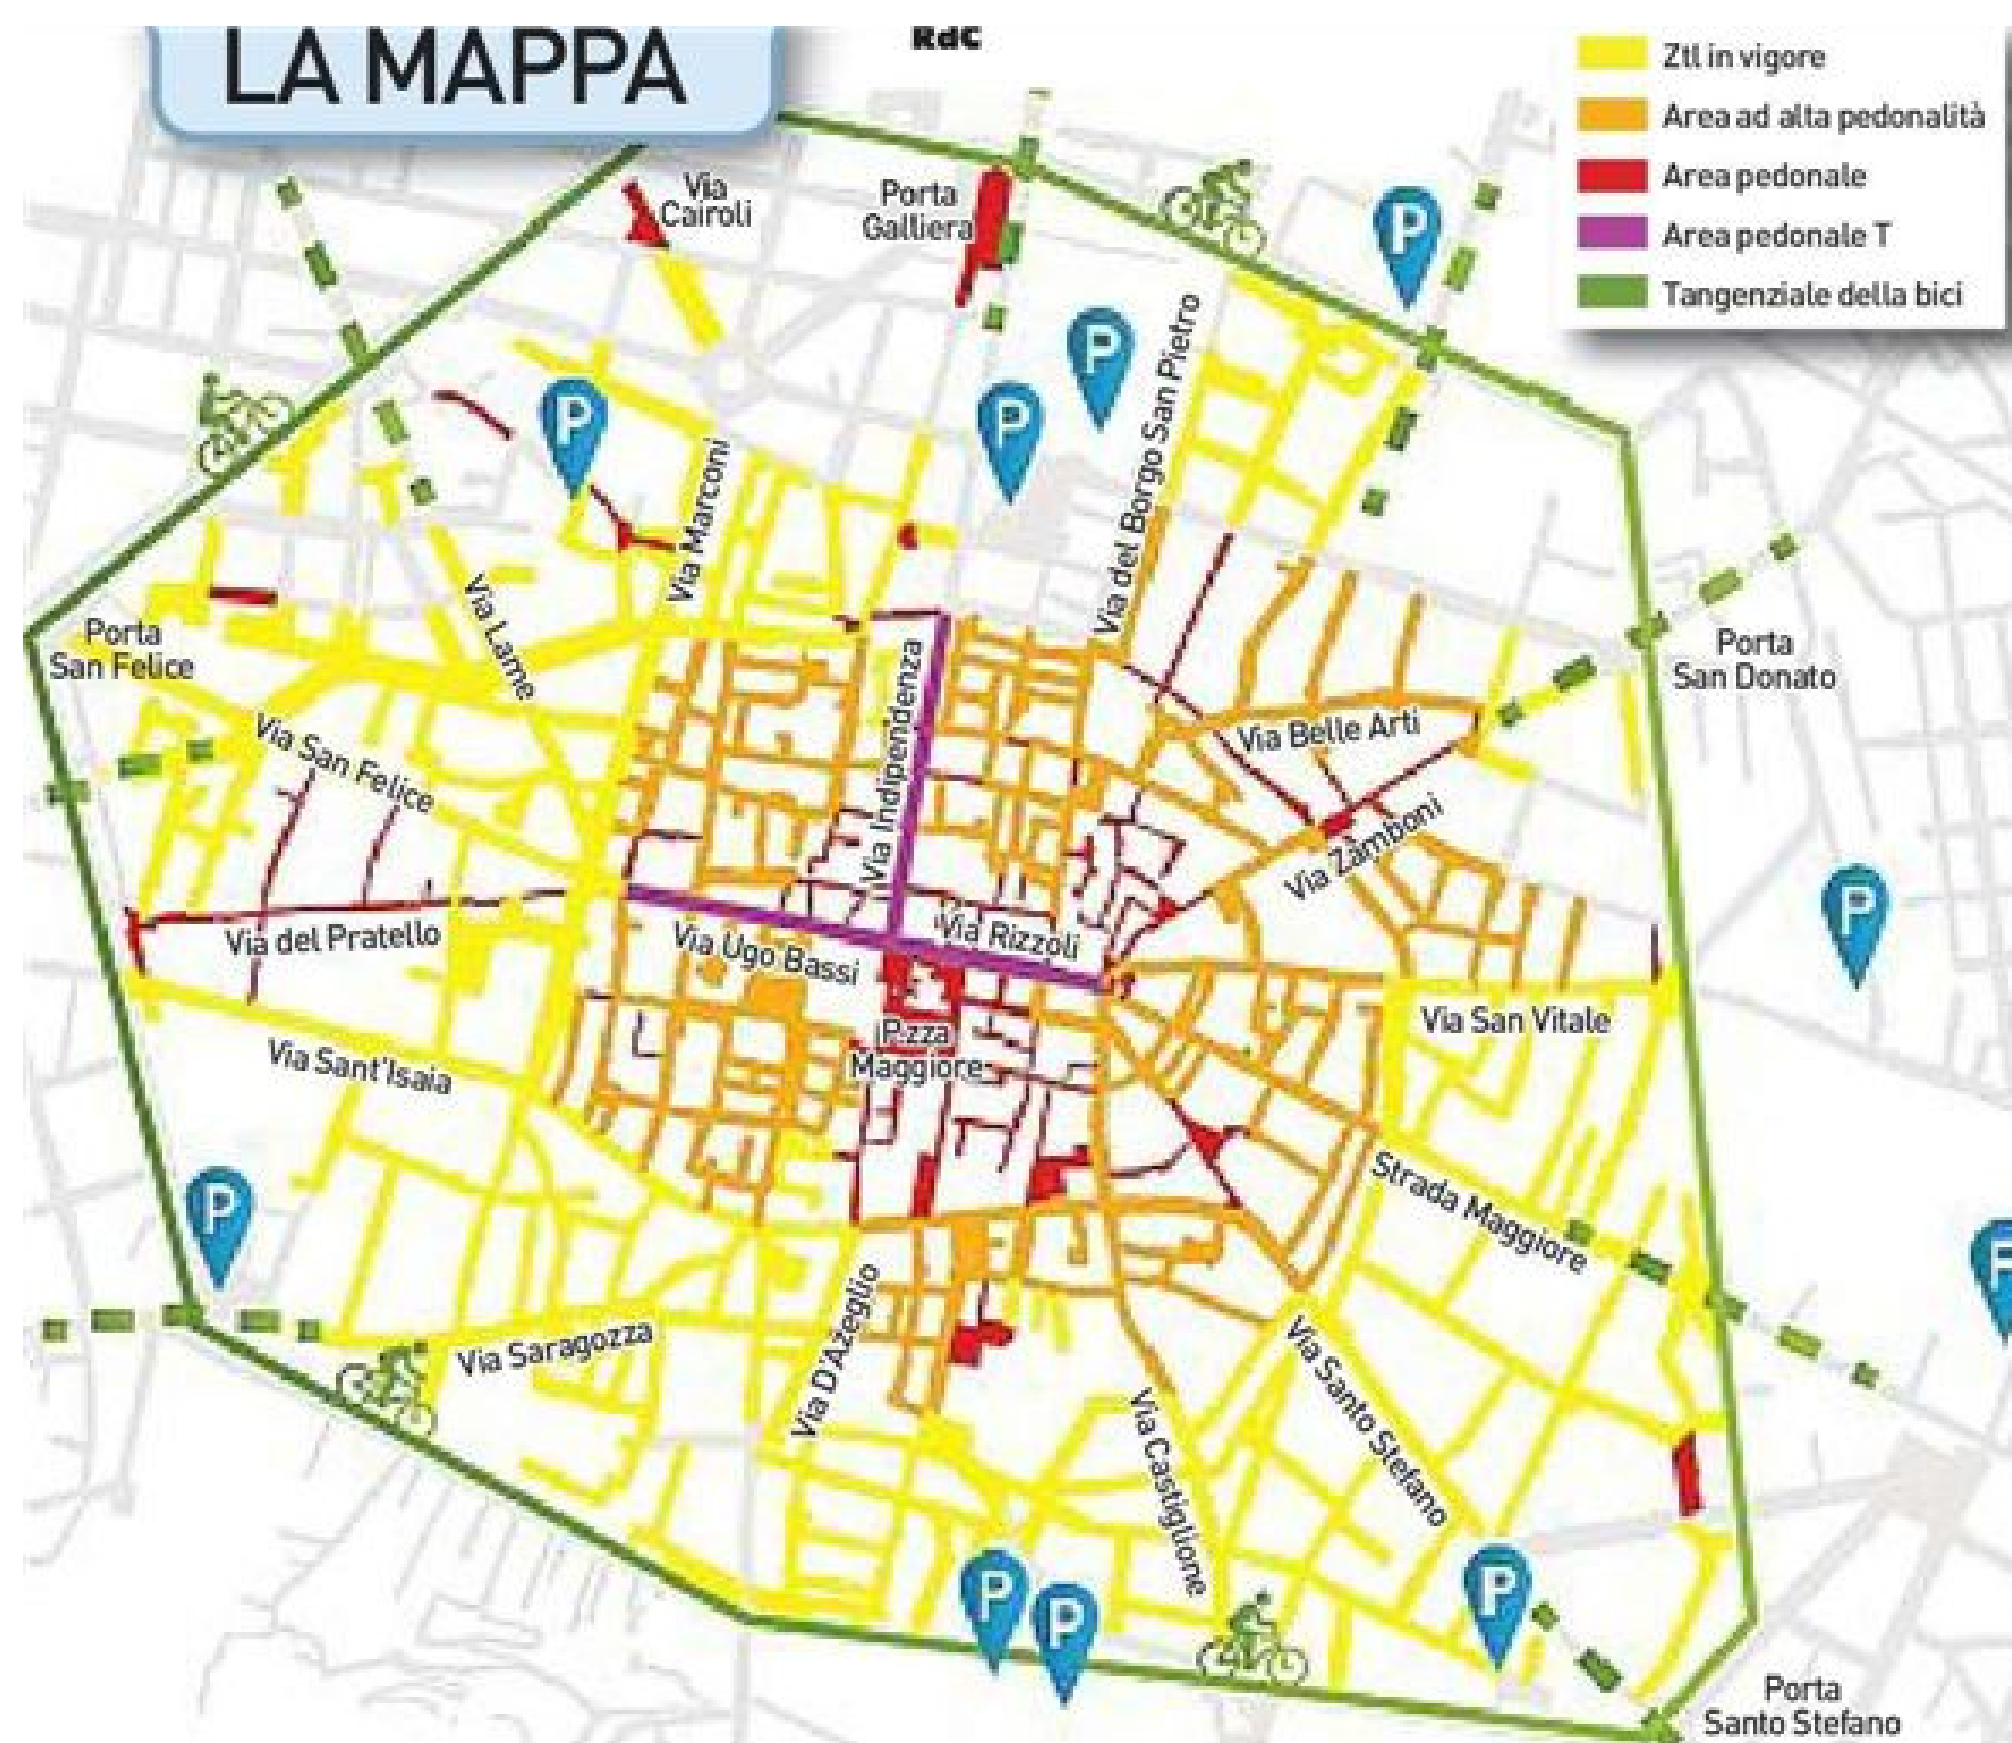 LA MAPPA
RdC
Ztl in vigore
Area ad alta pedonalità
Area pedonale
Area pedonale T
Tangenziale della bici
Via
Cairoli
Porta
Galliera
P
P
P
P
Via del Borgo San Pietro
Via Marconi
Via Lame
Porta
San Felice
Porta
San Donato
Via Indipendenza
Via Belle Arti
Via San Felice
Via Zamboni
P
Via del Pratello
Via Ugo Bassi
Via Rizzoli
P.zza
Maggiore
Via San Vitale
Via Sant'Isaia
P
Strada Maggiore
P
Via Saragozza
Via D'Azeglio
Via Castiglione
Via Santo Stefano
P
P
P
Porta
Santo Stefano